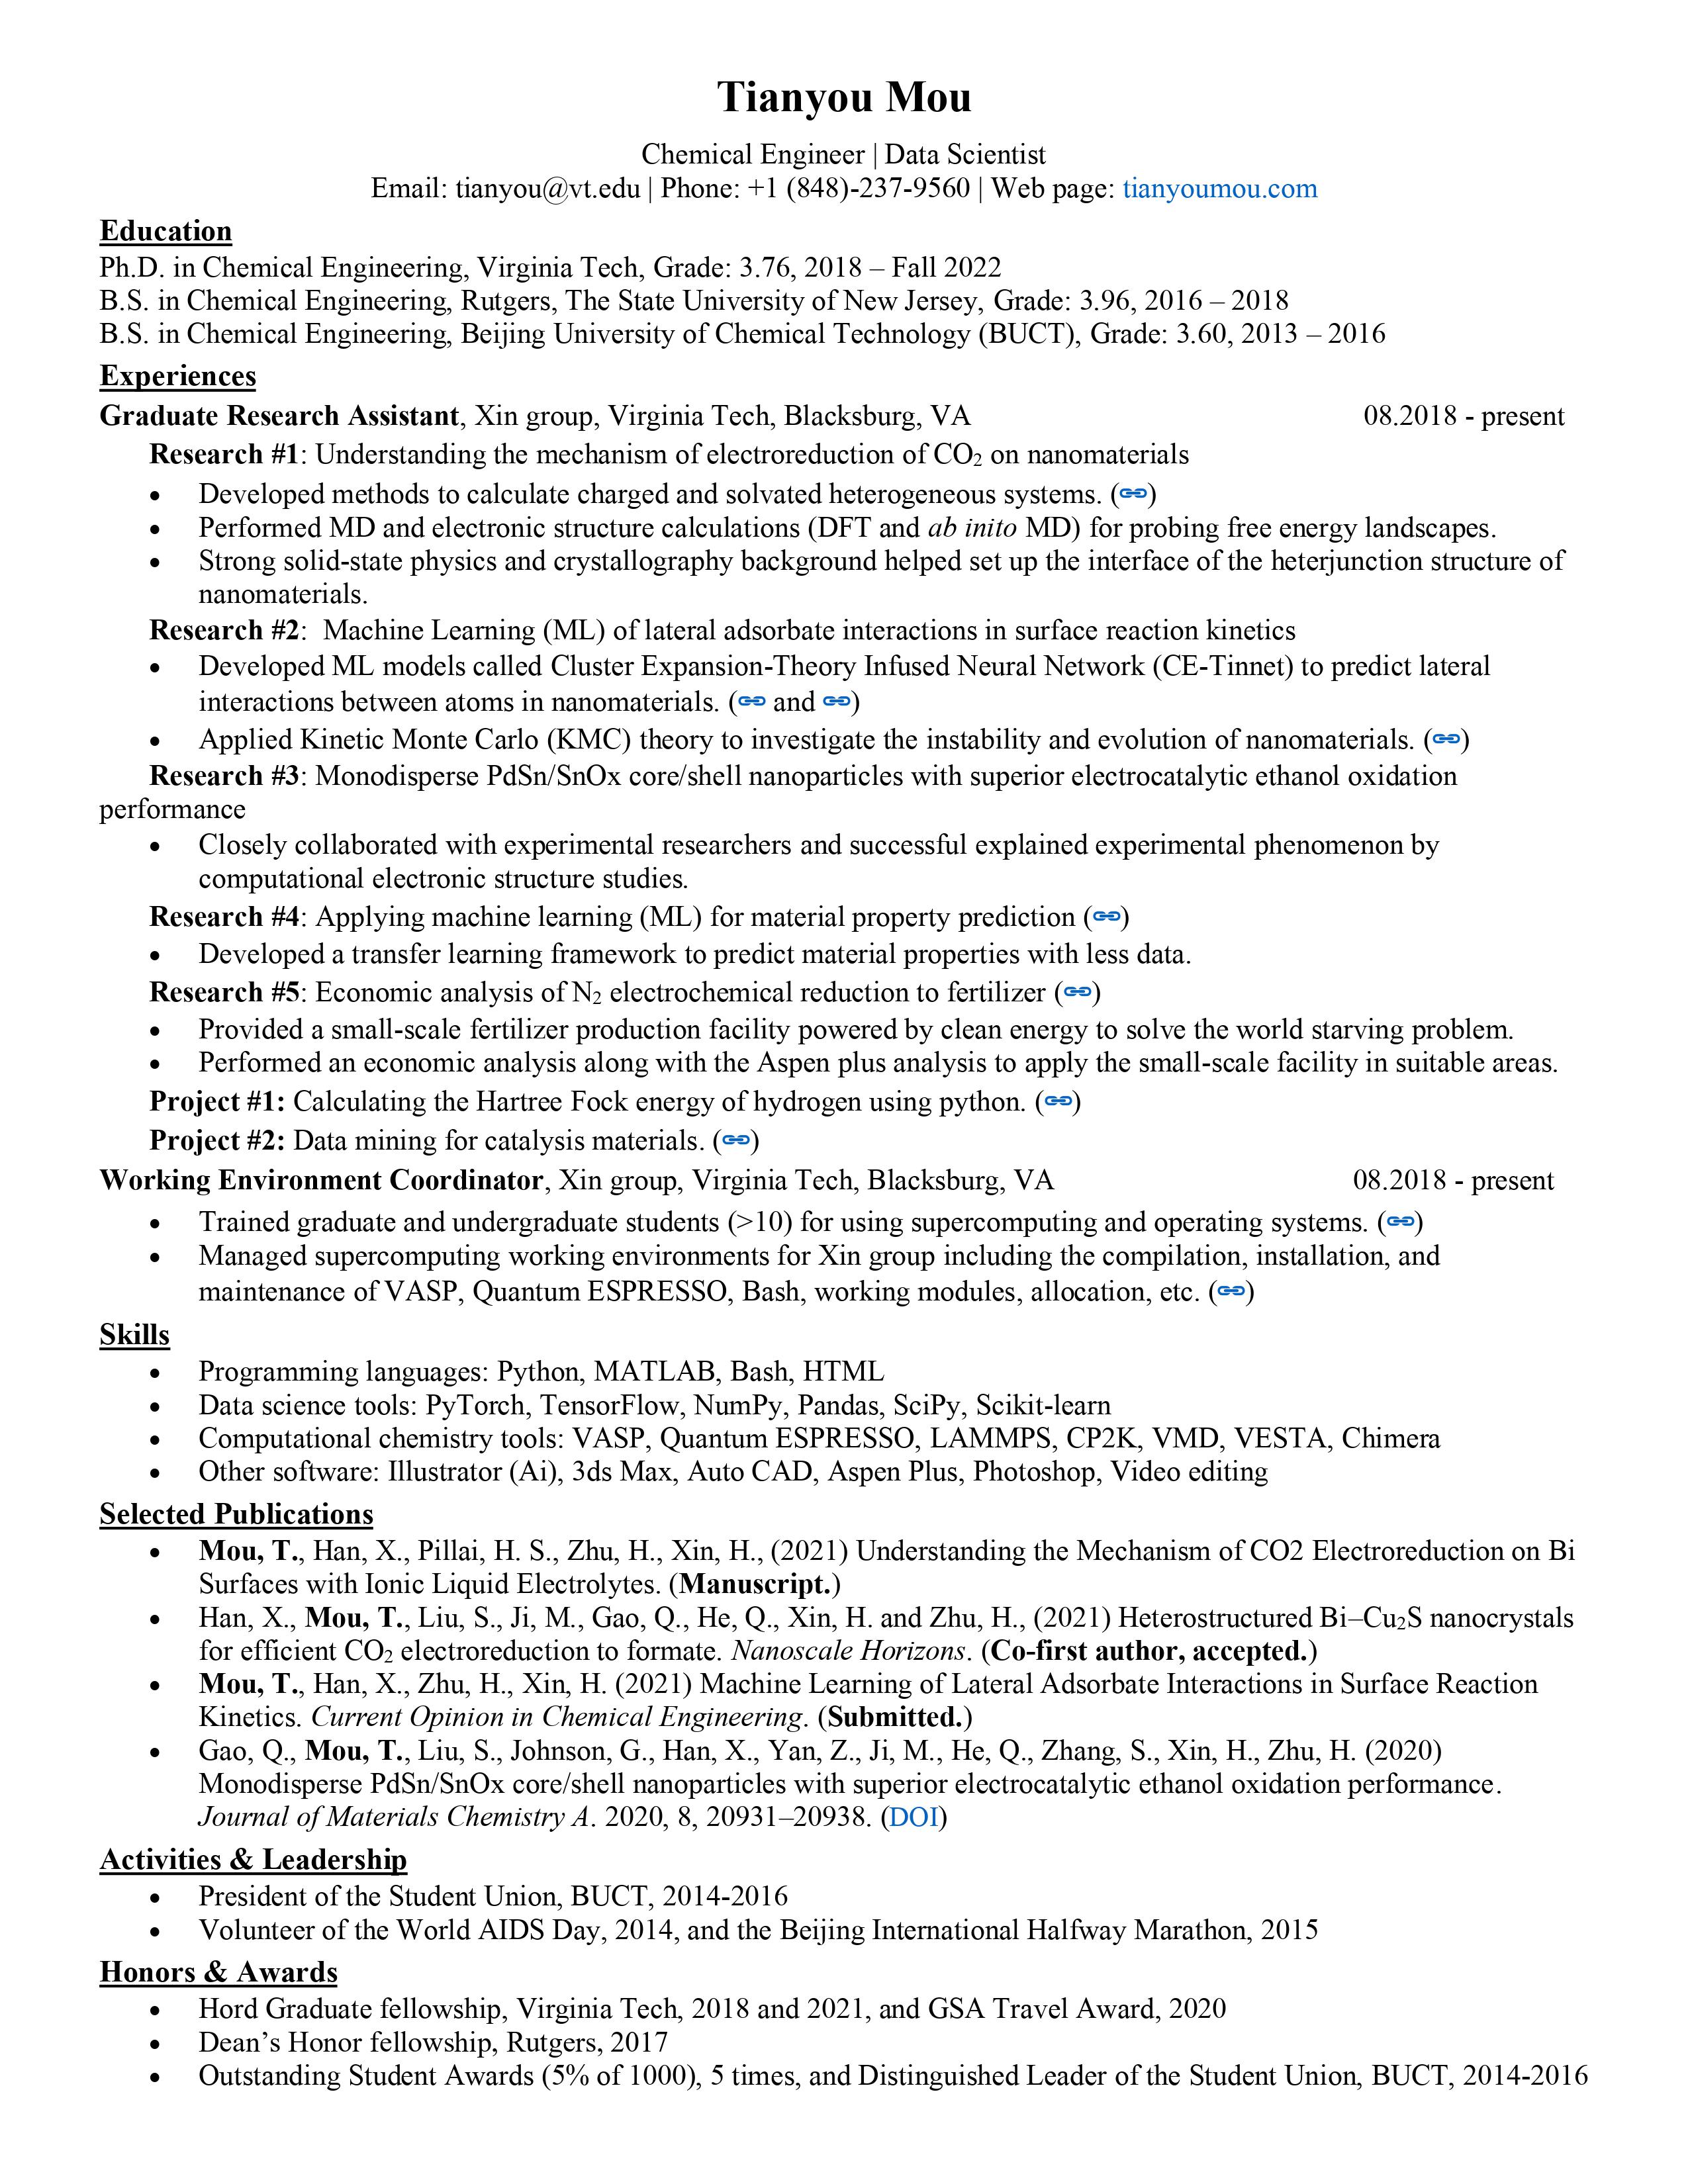 Tianyou Mou
Chemical Engineer | Data Scientist
Email: tianyou@vt.edu | Phone: +1 (848)-237-9560 | Web page: tianyoumou.com
Education
Ph.D. in Chemical Engineering, Virginia Tech, Grade: 3.76, 2018 – Fall 2022
B.S. in Chemical Engineering, Rutgers, The State University of New Jersey, Grade: 3.96, 2016 – 2018
B.S. in Chemical Engineering, Beijing University of Chemical Technology (BUCT), Grade: 3.60, 2013 – 2016
Experiences
Graduate Research Assistant, Xin group, Virginia Tech, Blacksburg, VA 08.2018 - present
Research #1: Understanding the mechanism of electroreduction of CO₂ on nanomaterials
• Developed methods to calculate charged and solvated heterogeneous systems. ()
• Performed MD and electronic structure calculations (DFT and ab inito MD) for probing free energy landscapes.
• Strong solid-state physics and crystallography background helped set up the interface of the heterjunction structure of
nanomaterials.
Research #2: Machine Learning (ML) of lateral adsorbate interactions in surface reaction kinetics
• Developed ML models called Cluster Expansion-Theory Infused Neural Network (CE-Tinnet) to predict lateral
interactions between atoms in nanomaterials. ( and )
• Applied Kinetic Monte Carlo (KMC) theory to investigate the instability and evolution of nanomaterials. ()
Research #3: Monodisperse PdSn/SnOx core/shell nanoparticles with superior electrocatalytic ethanol oxidation
performance
• Closely collaborated with experimental researchers and successful explained experimental phenomenon by
computational electronic structure studies.
Research #4: Applying machine learning (ML) for material property prediction ()
• Developed a transfer learning framework to predict material properties with less data.
Research #5: Economic analysis of N₂ electrochemical reduction to fertilizer ()
• Provided a small-scale fertilizer production facility powered by clean energy to solve the world starving problem.
• Performed an economic analysis along with the Aspen plus analysis to apply the small-scale facility in suitable areas.
Project #1: Calculating the Hartree Fock energy of hydrogen using python. ()
Project #2: Data mining for catalysis materials. ()
Working Environment Coordinator, Xin group, Virginia Tech, Blacksburg, VA 08.2018 - present
• Trained graduate and undergraduate students (>10) for using supercomputing and operating systems. ()
• Managed supercomputing working environments for Xin group including the compilation, installation, and
maintenance of VASP, Quantum ESPRESSO, Bash, working modules, allocation, etc. ()
Skills
• Programming languages: Python, MATLAB, Bash, HTML
• Data science tools: PyTorch, TensorFlow, NumPy, Pandas, SciPy, Scikit-learn
• Computational chemistry tools: VASP, Quantum ESPRESSO, LAMMPS, CP2K, VMD, VESTA, Chimera
• Other software: Illustrator (Ai), 3ds Max, Auto CAD, Aspen Plus, Photoshop, Video editing
Selected Publications
• Mou, T., Han, X., Pillai, H. S., Zhu, H., Xin, H., (2021) Understanding the Mechanism of CO2 Electroreduction on Bi
Surfaces with Ionic Liquid Electrolytes. (Manuscript.)
• Han, X., Mou, T., Liu, S., Ji, M., Gao, Q., He, Q., Xin, H. and Zhu, H., (2021) Heterostructured Bi–Cu₂S nanocrystals
for efficient CO₂ electroreduction to formate. Nanoscale Horizons. (Co-first author, accepted.)
• Mou, T., Han, X., Zhu, H., Xin, H. (2021) Machine Learning of Lateral Adsorbate Interactions in Surface Reaction
Kinetics. Current Opinion in Chemical Engineering. (Submitted.)
• Gao, Q., Mou, T., Liu, S., Johnson, G., Han, X., Yan, Z., Ji, M., He, Q., Zhang, S., Xin, H., Zhu, H. (2020)
Monodisperse PdSn/SnOx core/shell nanoparticles with superior electrocatalytic ethanol oxidation performance.
Journal of Materials Chemistry A. 2020, 8, 20931–20938. (DOI)
Activities & Leadership
• President of the Student Union, BUCT, 2014-2016
• Volunteer of the World AIDS Day, 2014, and the Beijing International Halfway Marathon, 2015
Honors & Awards
• Hord Graduate fellowship, Virginia Tech, 2018 and 2021, and GSA Travel Award, 2020
• Dean’s Honor fellowship, Rutgers, 2017
• Outstanding Student Awards (5% of 1000), 5 times, and Distinguished Leader of the Student Union, BUCT, 2014-2016